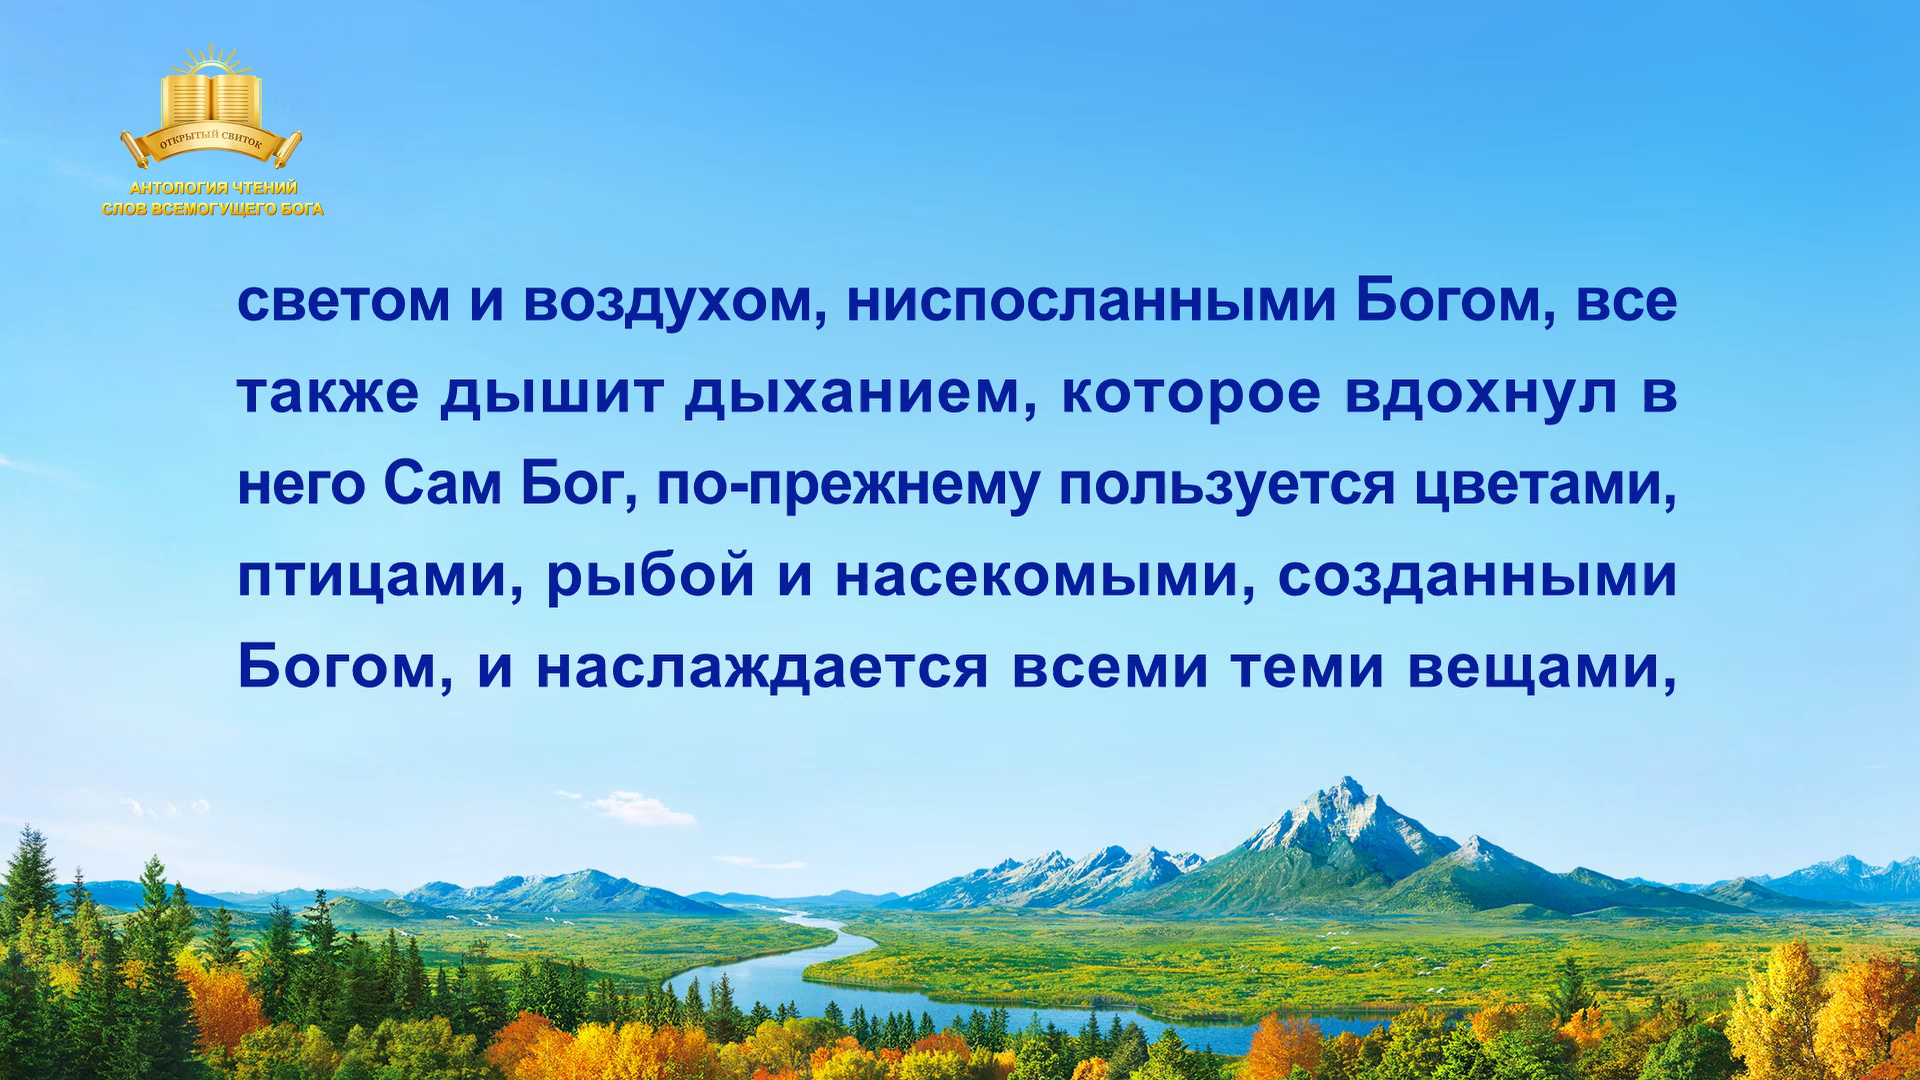 ОТКРЫТЫЙ СВИТОК
АНТОЛОГИЯ ЧТЕНИЙ
СЛОВ ВСЕМОГУЩЕГО БОГА
светом и воздухом, ниспосланными Богом, все
также дышит дыханием, которое вдохнул в
него Сам Бог, по-прежнему пользуется цветами,
птицами, рыбой и насекомыми, созданными
Богом, и наслаждается всеми теми вещами,